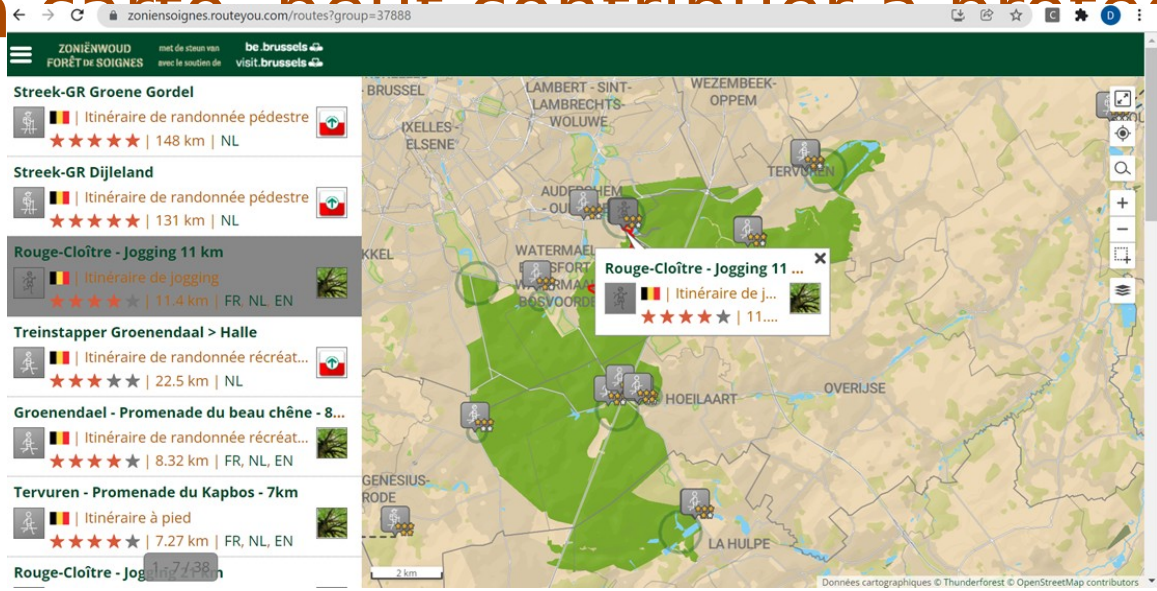 carte, peut contribuer à proté
zoniensoignes.routeyou.com/routes?group=37888
C
D
ZONIËNWOUD
FORÊT DE SOIGNES
met de steun van
avec le soutien de
be.brussels
visit.brussels
Streek-GR Groene Gordel
| Itinéraire de randonnée pédestre
| 148 km | NL
Streek-GR Dijleland
| Itinéraire de randonnée pédestre
| 131 km | NL
Rouge-Cloître - Jogging 11 km
| Itinéraire de jogging
| 11.4 km | FR, NL, EN
Treinstapper Groenendaal > Halle
| Itinéraire de randonnée récréat...
| 22.5 km | NL
Groenendael - Promenade du beau chêne - 8...
| Itinéraire de randonnée récréat...
| 8.32 km | FR, NL, EN
Tervuren - Promenade du Kapbos - 7km
| Itinéraire à pied
| 7.27 km | FR, NL, EN
1 - 7 / 38
Rouge-Cloître - Jogging 21 km
- BRUSSEL
LAMBERT - SINT-
LAMBRECHTS-
WOLUWE
WEZEMBEEK-
OPPEM
IXELLES -
ELSENE
TERVUREN
WATERMAEL
KKEL
Rouge-Cloître - Jogging 11 ...
| Itinéraire de j...
| 11....
HOEILAART
OVERIJSE
GENESIUS-
RODE
LA HULPE
2 km
Données cartographiques © Thunderforest © OpenStreetMap contributors